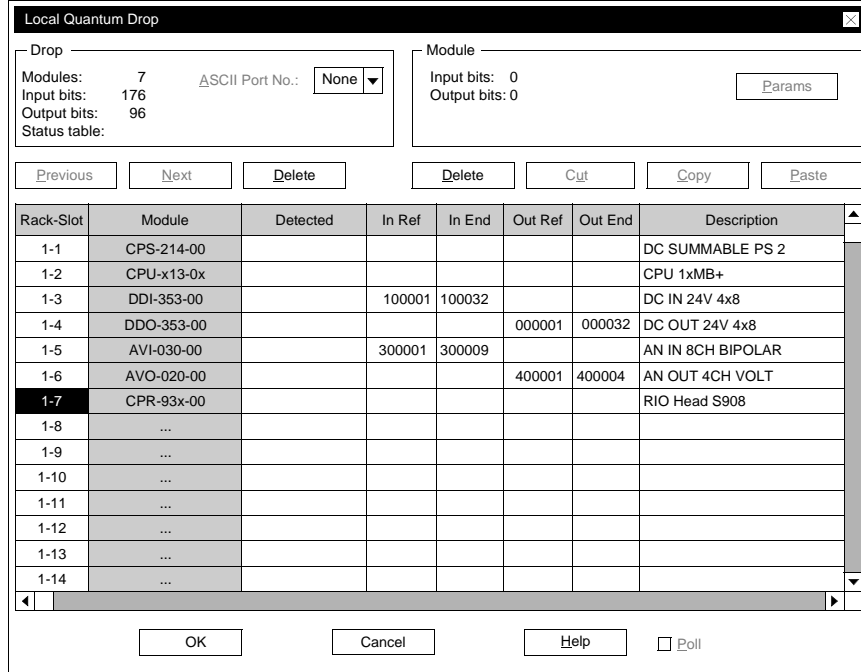 Local Quantum Drop
Drop
Modules: 7
Input bits: 176
Output bits: 96
Status table:
ASCII Port No.: None
Module
Input bits: 0
Output bits: 0
Params
Previous Next Delete Delete Cut Copy Paste
Rack-Slot Module Detected In Ref In End Out Ref Out End Description
1-1 CPS-214-00 DC SUMMABLE PS 2
1-2 CPU-x13-0x CPU 1xMB+
1-3 DDI-353-00 100001 100032 DC IN 24V 4x8
1-4 DDO-353-00 000001 000032 DC OUT 24V 4x8
1-5 AVI-030-00 300001 300009 AN IN 8CH BIPOLAR
1-6 AVO-020-00 400001 400004 AN OUT 4CH VOLT
1-7 CPR-93x-00 RIO Head S908
1-8 ...
1-9 ...
1-10 ...
1-11 ...
1-12 ...
1-13 ...
1-14 ...
OK Cancel Help Poll